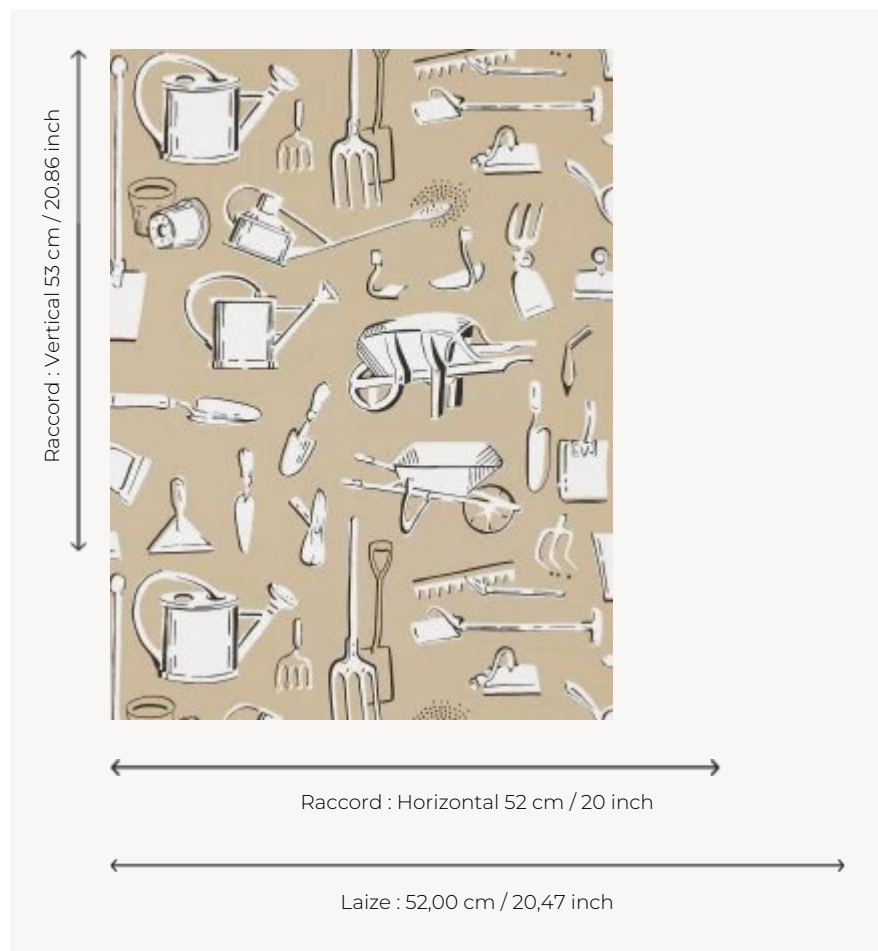 Raccord : Vertical 53 cm / 20.86 inch
Raccord : Horizontal 52 cm / 20 inch
Laize : 52,00 cm / 20,47 inch